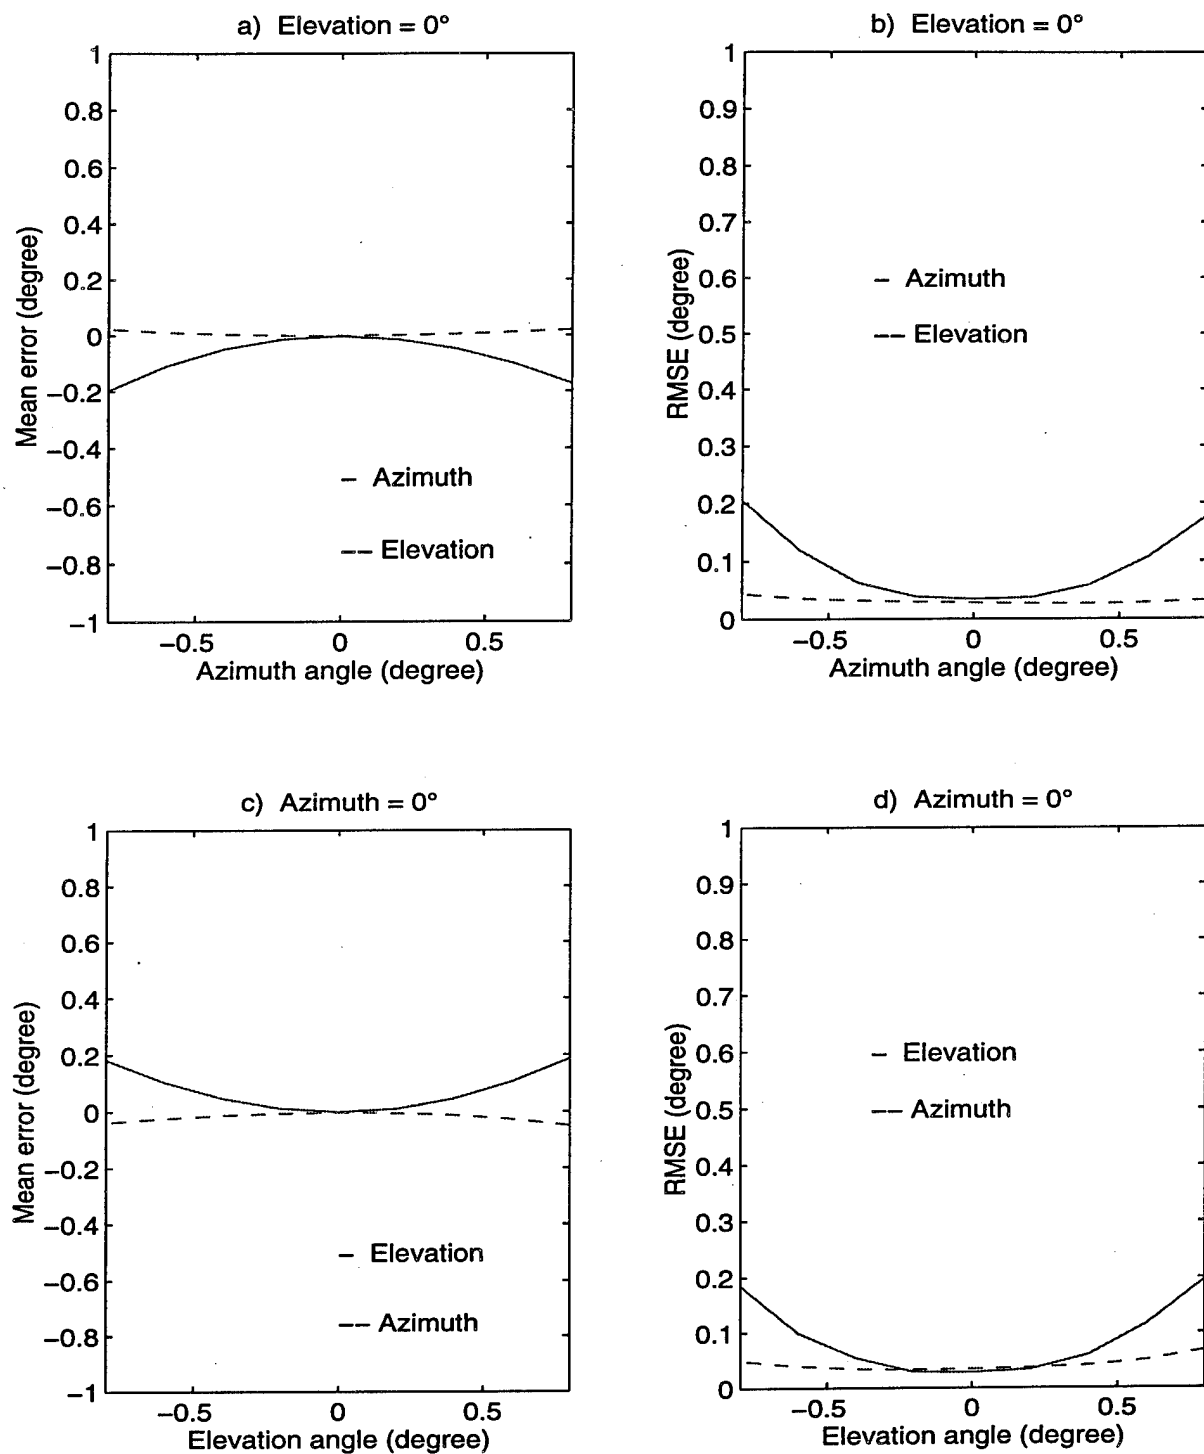 a) Elevation = 0°
1
0.8
0.6
0.4
0.2
0
−0.2
−0.4
−0.6
−0.8
−1
Mean error (degree)
– Azimuth
–– Elevation
−0.5 0 0.5
Azimuth angle (degree)
b) Elevation = 0°
1
0.9
0.8
0.7
0.6
0.5
0.4
0.3
0.2
0.1
0
RMSE (degree)
– Azimuth
–– Elevation
−0.5 0 0.5
Azimuth angle (degree)
c) Azimuth = 0°
1
0.8
0.6
0.4
0.2
0
−0.2
−0.4
−0.6
−0.8
−1
Mean error (degree)
– Elevation
–– Azimuth
−0.5 0 0.5
Elevation angle (degree)
d) Azimuth = 0°
1
0.9
0.8
0.7
0.6
0.5
0.4
0.3
0.2
0.1
0
RMSE (degree)
– Elevation
–– Azimuth
−0.5 0 0.5
Elevation angle (degree)